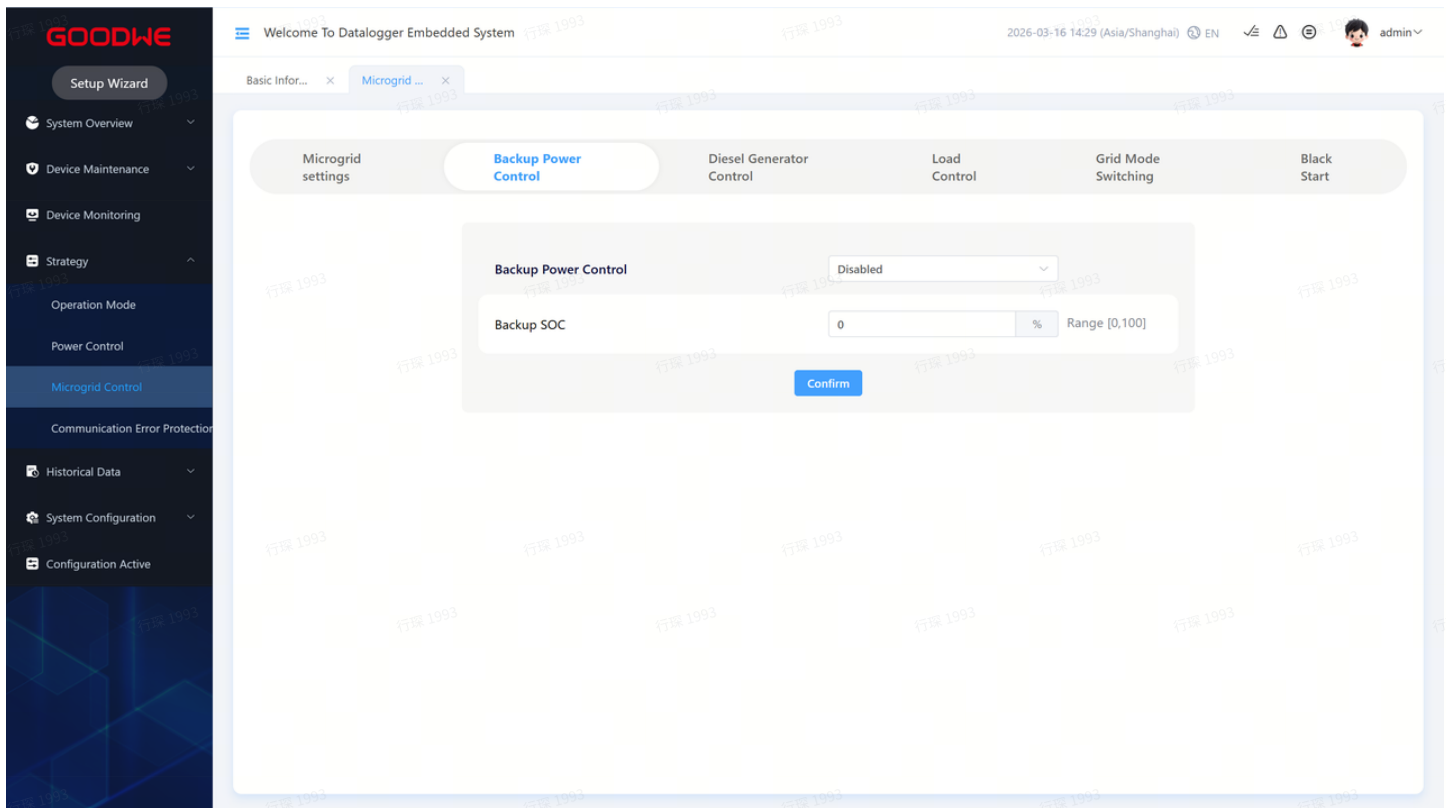 GOODWE
Welcome To Datalogger Embedded System
2026-03-16 14:29 (Asia/Shanghai) EN
admin
Setup Wizard
Basic Infor...
Microgrid ...
System Overview
Device Maintenance
Device Monitoring
Strategy
Operation Mode
Power Control
Microgrid Control
Communication Error Protection
Historical Data
System Configuration
Configuration Active
Microgrid
settings
Backup Power
Control
Diesel Generator
Control
Load
Control
Grid Mode
Switching
Black
Start
Backup Power Control
Disabled
Backup SOC
0
%
Range [0,100]
Confirm
行琛 1993